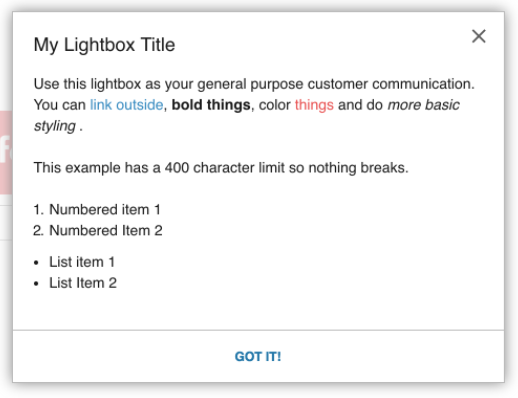 My Lightbox Title
Use this lightbox as your general purpose customer communication.
You can link outside, bold things, color things and do more basic
styling .
This example has a 400 character limit so nothing breaks.
1. Numbered item 1
2. Numbered Item 2
• List item 1
• List Item 2
GOT IT!